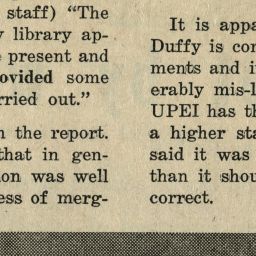 staff) "The
library ap-
present and
ovided some
rried out."
the report.
that in gen-
ion was well
ess of merg-
It is appa
Duffy is con
ments and i
erably mis-l
UPEI has th
a higher sta
said it was
than it shou
correct.